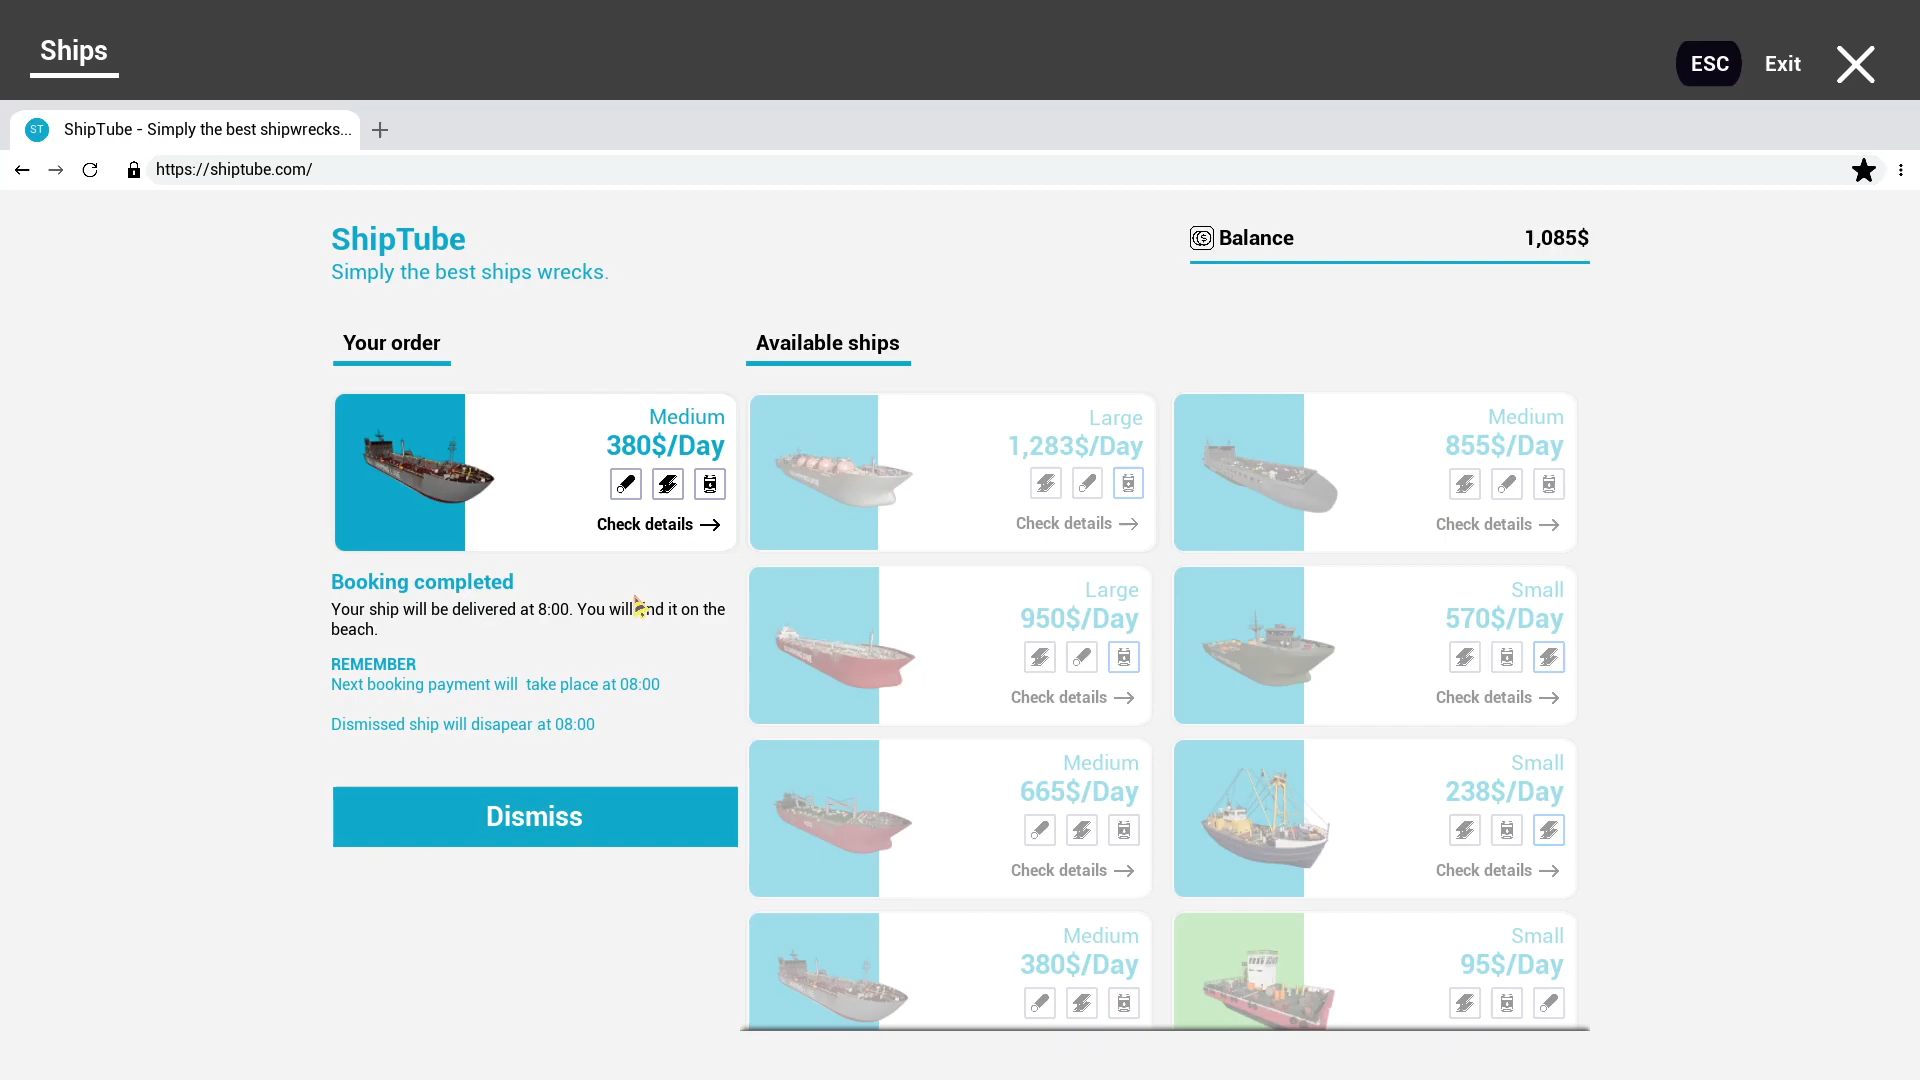 Ships
ESC Exit
ST ShipTube - Simply the best shipwrecks...
https://shiptube.com/
ShipTube
Simply the best ships wrecks.
Balance 1,085$
Your order
Available ships
Medium
380$/Day
Check details
Booking completed
Your ship will be delivered at 8:00. You will find it on the
beach.
REMEMBER
Next booking payment will take place at 08:00
Dismissed ship will disapear at 08:00
Dismiss
Large
1,283$/Day
Check details
Medium
855$/Day
Check details
Large
950$/Day
Check details
Small
570$/Day
Check details
Medium
665$/Day
Check details
Small
238$/Day
Check details
Medium
380$/Day
Small
95$/Day